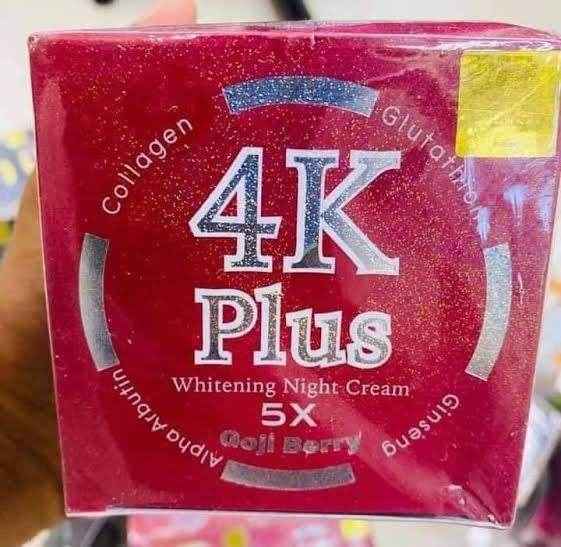 Collagen
Glutathion
4K
Plus
Whitening Night Cream
5X
Goji Berry
Alpha Arbutin
Ginseng